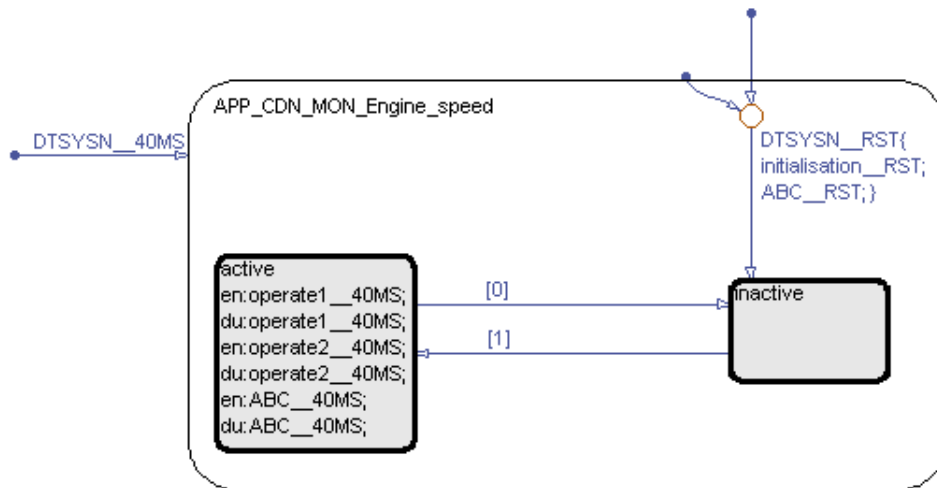 APP_CDN_MON_Engine_speed
DTSYSN__40MS
DTSYSN__RST{
initialisation__RST;
ABC__RST;}
active
en:operate1__40MS;
du:operate1__40MS;
en:operate2__40MS;
du:operate2__40MS;
en:ABC__40MS;
du:ABC__40MS;
[0]
[1]
inactive